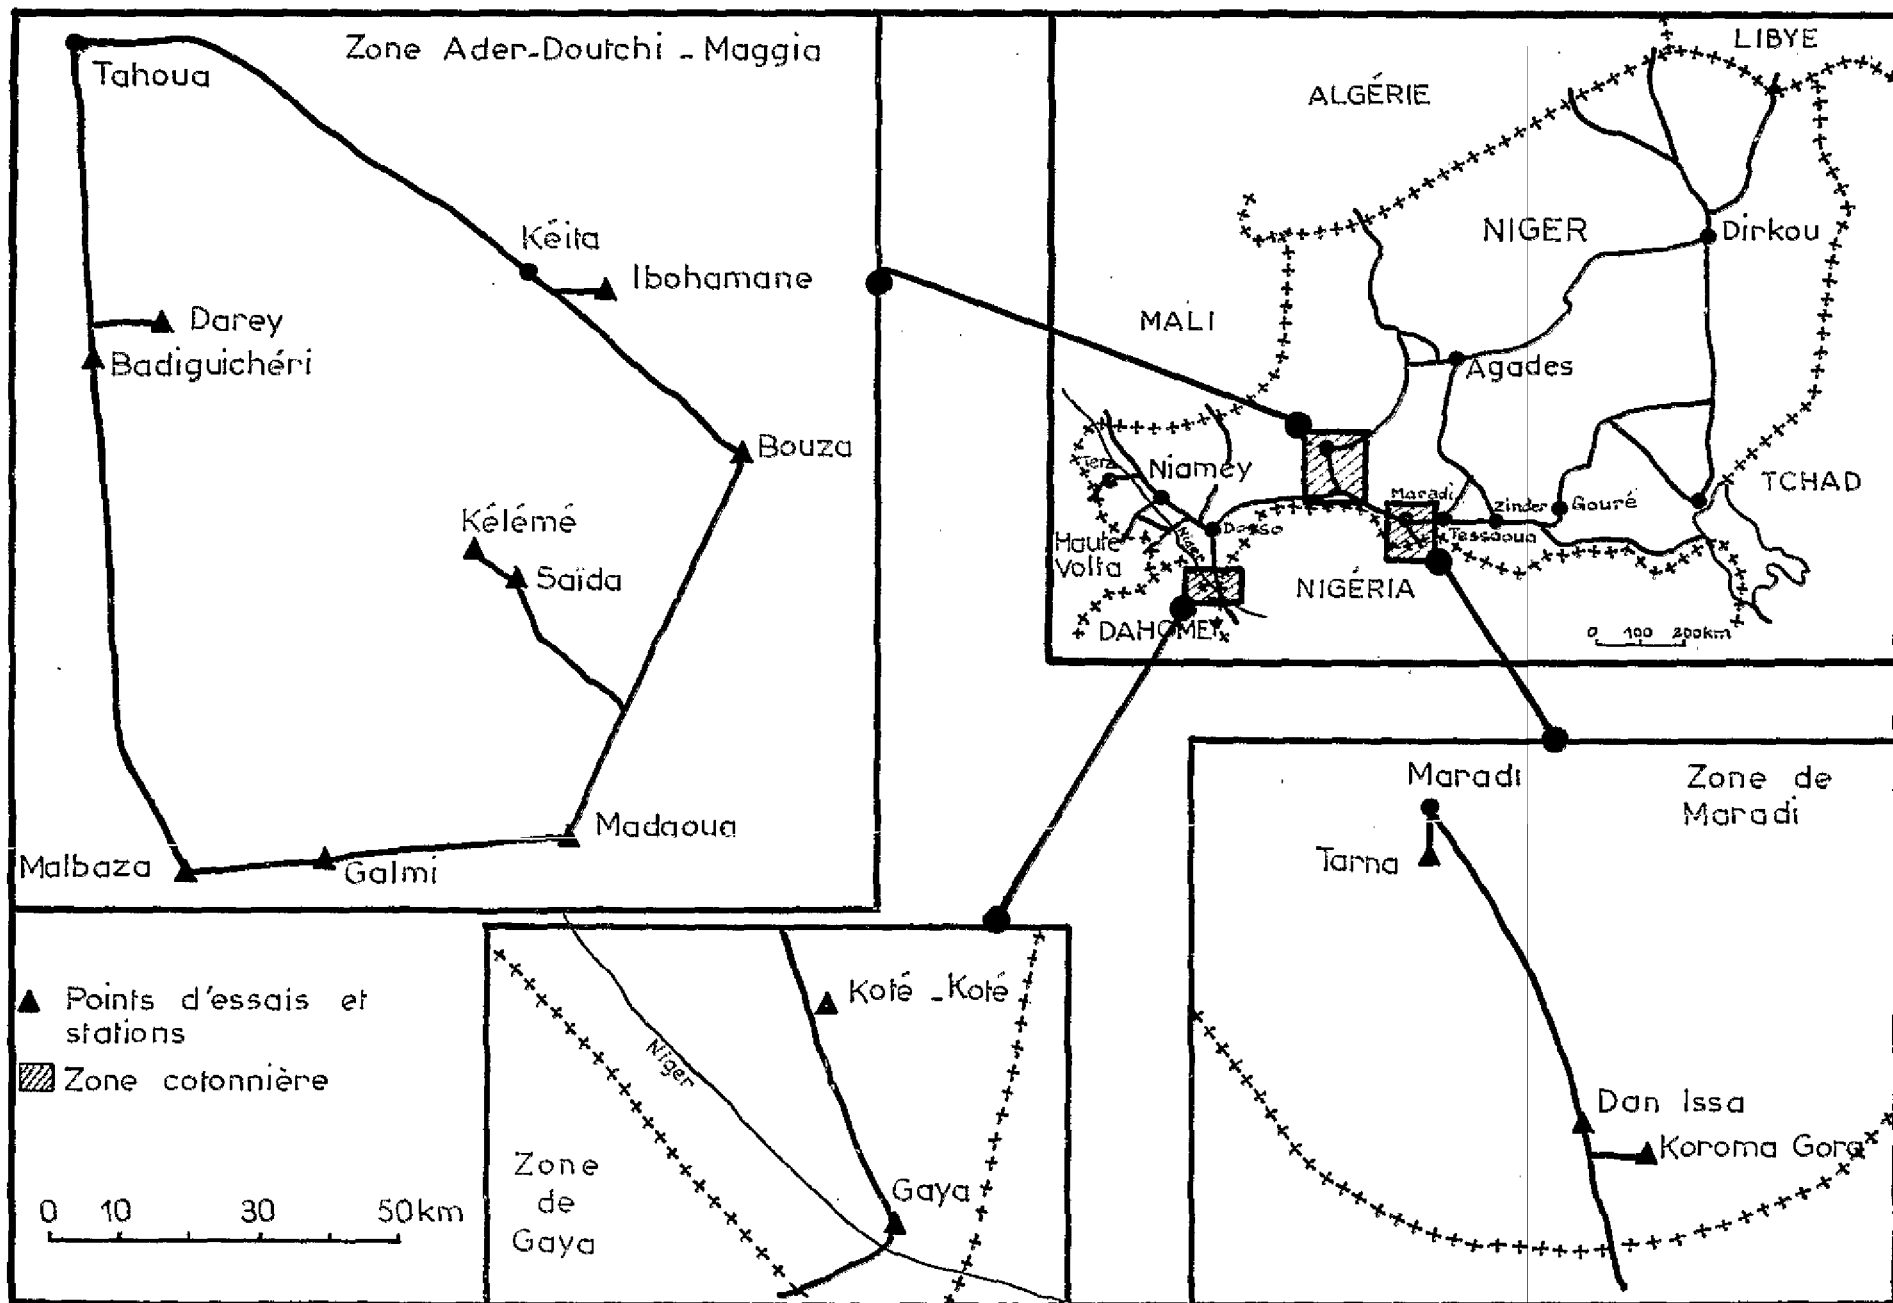 Zone Ader-Doutchi - Maggia
Tahoua
Kéita
Ibohamane
Darey
Badiguichéri
Bouza
Kélémé
Saïda
Madaoua
Malbaza
Galmi
LIBYE
ALGÉRIE
NIGER
Dirkou
MALI
Agades
TCHAD
Niamey
Maradi
Zinder
Gouré
Dosso
Tessaoua
Haute
Volta
Niger
NIGÉRIA
DAHOMEY
0 100 200km
Points d'essais et
stations
Zone cotonnière
0 10 30 50km
Koté - Koté
Niger
Gaya
Zone
de
Gaya
Maradi
Zone de
Maradi
Tarna
Dan Issa
Koroma Gora